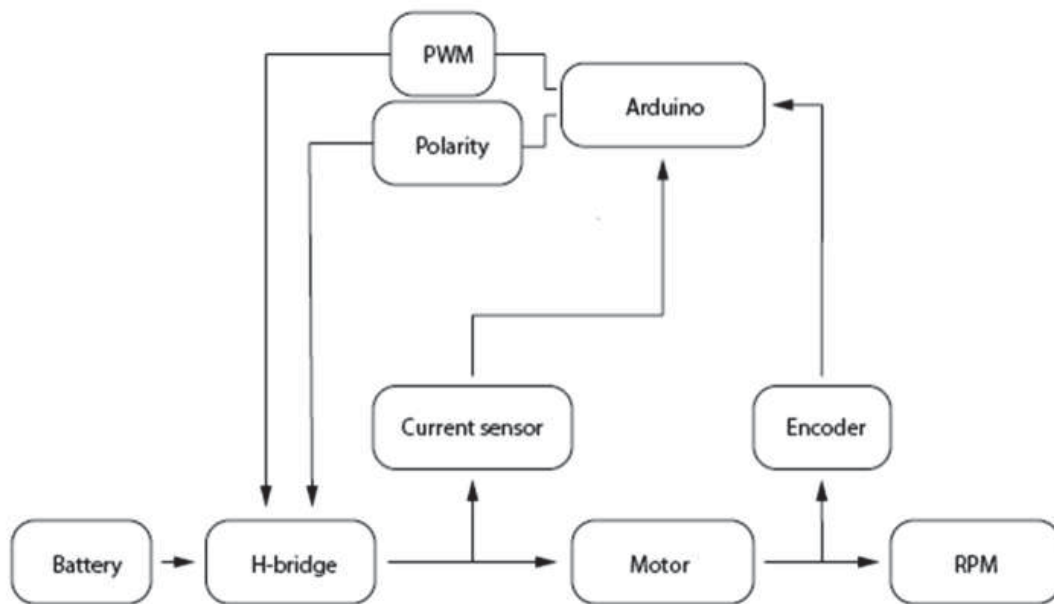 PWM
Arduino
Polarity
Current sensor
Encoder
Battery
H-bridge
Motor
RPM